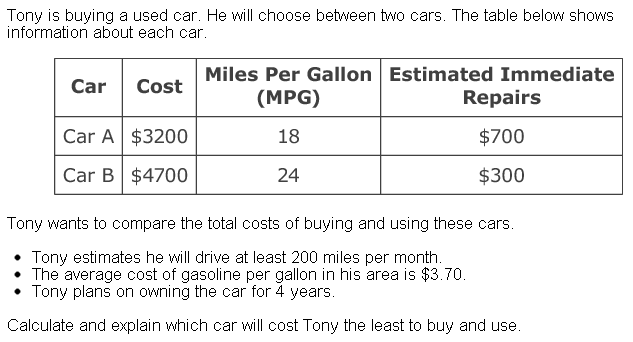 Tony is buying a used car. He will choose between two cars. The table below shows
information about each car.
Car Cost Miles Per Gallon (MPG) Estimated Immediate Repairs
Car A $3200 18 $700
Car B $4700 24 $300
Tony wants to compare the total costs of buying and using these cars.
• Tony estimates he will drive at least 200 miles per month.
• The average cost of gasoline per gallon in his area is $3.70.
• Tony plans on owning the car for 4 years.
Calculate and explain which car will cost Tony the least to buy and use.